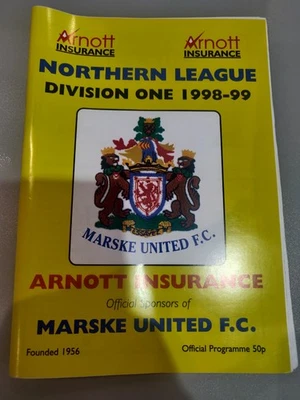 Arnott
INSURANCE
Arnott
INSURANCE
NORTHERN LEAGUE
DIVISION ONE 1998-99
MARSKE UNITED F.C.
ARNOTT INSURANCE
Official Sponsors of
MARSKE UNITED F.C.
Founded 1956
Official Programme 50p